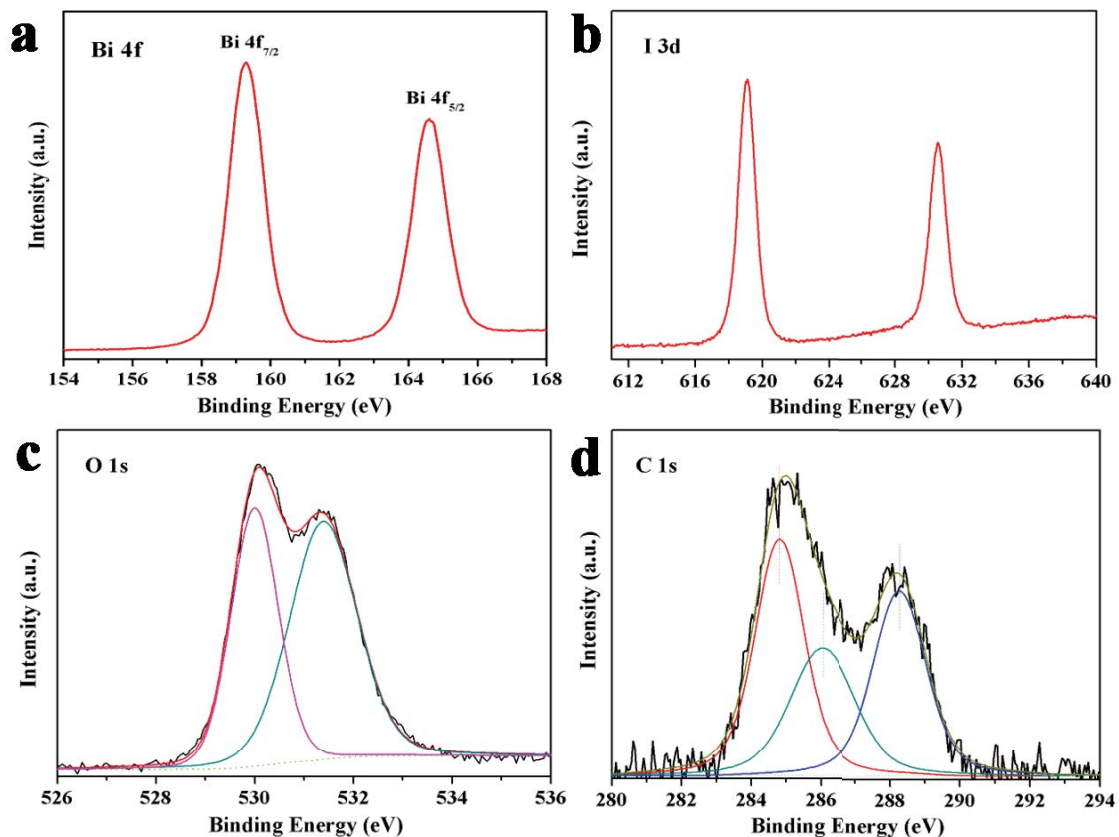 a
Bi 4f
Bi 4f7/2
Bi 4f5/2
Intensity (a.u.)
154 156 158 160 162 164 166 168
Binding Energy (eV)
b
I 3d
Intensity (a.u.)
612 616 620 624 628 632 636 640
Binding Energy (eV)
c
O 1s
Intensity (a.u.)
526 528 530 532 534 536
Binding Energy (eV)
d
C 1s
Intensity (a.u.)
280 282 284 286 288 290 292 294
Binding Energy (eV)